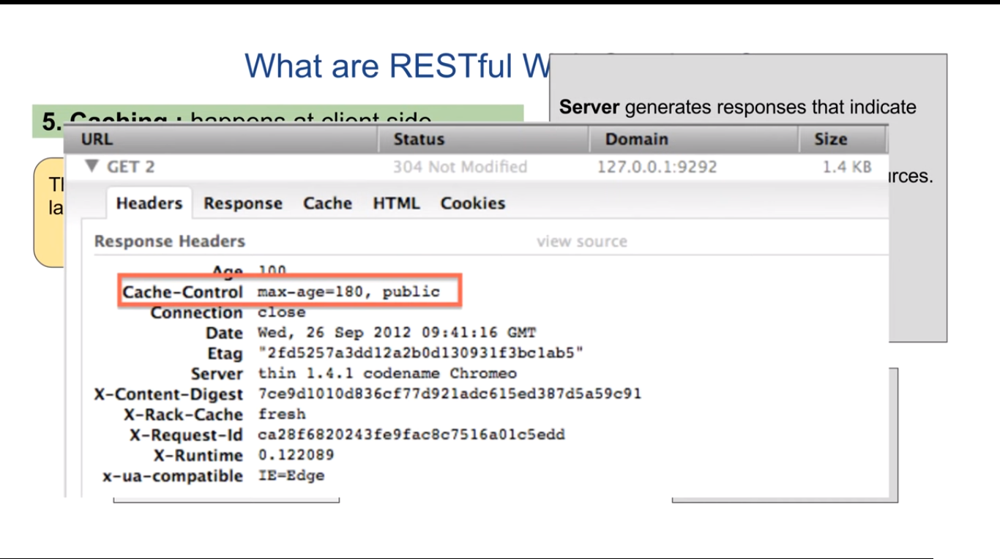 What are RESTful W
Server generates responses that indicate
5. Caching : happens at client side
URL Status Domain Size
GET 2 304 Not Modified 127.0.0.1:9292 1.4 KB
Headers Response Cache HTML Cookies
Response Headers view source
Age 100
Cache-Control max-age=180, public
Connection close
Date Wed, 26 Sep 2012 09:41:16 GMT
Etag "2fd5257a3dd12a2b0d130931f3bc1ab5"
Server thin 1.4.1 codename Chromeo
X-Content-Digest 7ce9d1010d836cf77d921adc615ed387d5a59c91
X-Rack-Cache fresh
X-Request-Id ca28f6820243fe9fac8c7516a01c5edd
X-Runtime 0.122089
x-ua-compatible IE=Edge